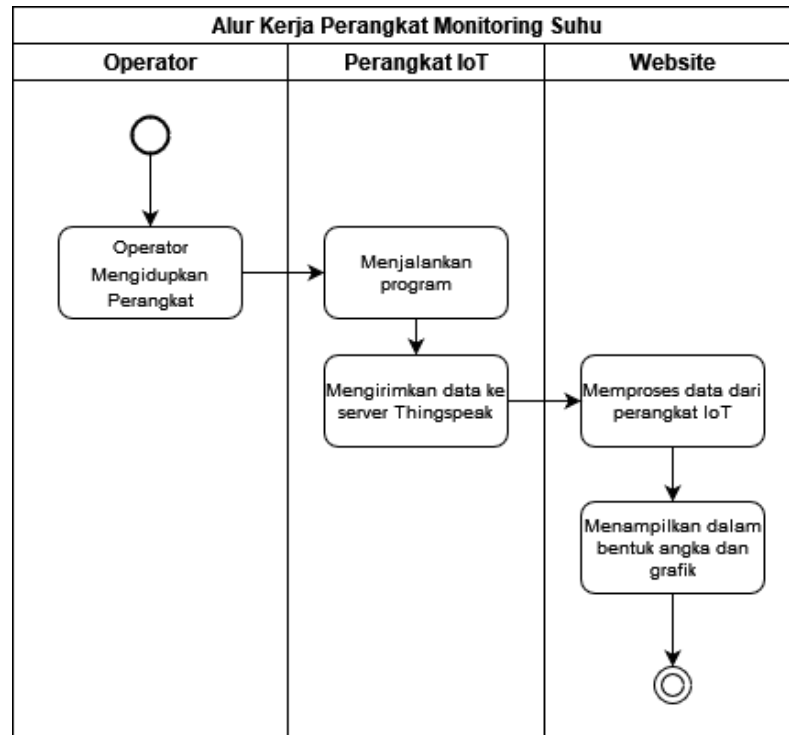 Alur Kerja Perangkat Monitoring Suhu
Operator
Perangkat IoT
Website
Operator
Mengidupkan
Perangkat
Menjalankan
program
Mengirimkan data ke
server Thingspeak
Memproses data dari
perangkat IoT
Menampilkan dalam
bentuk angka dan
grafik